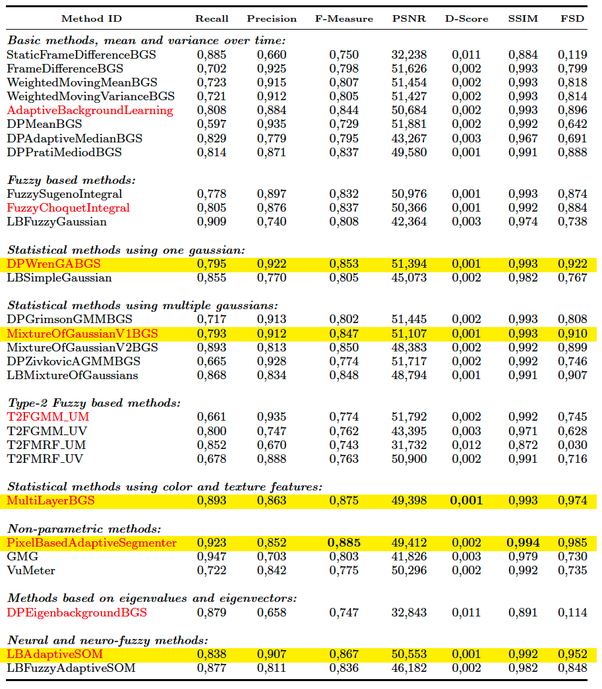 Method ID Recall Precision F-Measure PSNR D-Score SSIM FSD
Basic methods, mean and variance over time:
StaticFrameDifferenceBGS 0,885 0,660 0,750 32,238 0,011 0,884 0,119
FrameDifferenceBGS 0,702 0,925 0,798 51,626 0,002 0,993 0,799
WeightedMovingMeanBGS 0,723 0,915 0,807 51,454 0,002 0,993 0,818
WeightedMovingVarianceBGS 0,721 0,912 0,805 51,427 0,002 0,993 0,814
AdaptiveBackgroundLearning 0,808 0,884 0,844 50,684 0,002 0,993 0,896
DPMeanBGS 0,597 0,935 0,729 51,881 0,002 0,992 0,642
DPAdaptiveMedianBGS 0,829 0,779 0,795 43,267 0,003 0,967 0,691
DPPratiMediodBGS 0,814 0,871 0,837 49,580 0,001 0,991 0,888
Fuzzy based methods:
FuzzySugenoIntegral 0,778 0,897 0,832 50,976 0,001 0,993 0,874
FuzzyChoquetIntegral 0,805 0,876 0,837 50,366 0,001 0,992 0,884
LBFuzzyGaussian 0,909 0,740 0,808 42,364 0,003 0,974 0,738
Statistical methods using one gaussian:
DPWrenGABGS 0,795 0,922 0,853 51,394 0,001 0,993 0,922
LBSimpleGaussian 0,855 0,770 0,805 45,073 0,002 0,982 0,767
Statistical methods using multiple gaussians:
DPGrimsonGMMBGS 0,717 0,913 0,802 51,445 0,002 0,993 0,808
MixtureOfGaussianV1BGS 0,793 0,912 0,847 51,107 0,001 0,993 0,910
MixtureOfGaussianV2BGS 0,893 0,813 0,850 48,383 0,002 0,992 0,899
DPZivkovicAGMMBGS 0,665 0,928 0,774 51,717 0,002 0,992 0,746
LBMixtureOfGaussians 0,868 0,834 0,848 48,794 0,001 0,991 0,907
Type-2 Fuzzy based methods:
T2FGMM_UM 0,661 0,935 0,774 51,792 0,002 0,992 0,745
T2FGMM_UV 0,800 0,747 0,762 43,395 0,003 0,971 0,628
T2FMRF_UM 0,852 0,670 0,743 31,732 0,012 0,872 0,030
T2FMRF_UV 0,678 0,888 0,763 50,900 0,002 0,991 0,716
Statistical methods using color and texture features:
MultiLayerBGS 0,893 0,863 0,875 49,398 0,001 0,993 0,974
Non-parametric methods:
PixelBasedAdaptiveSegmenter 0,923 0,852 0,885 49,412 0,002 0,994 0,985
GMG 0,947 0,703 0,803 41,826 0,003 0,979 0,730
VuMeter 0,722 0,842 0,775 50,296 0,002 0,992 0,735
Methods based on eigenvalues and eigenvectors:
DPEigenbackgroundBGS 0,879 0,658 0,747 32,843 0,011 0,891 0,114
Neural and neuro-fuzzy methods:
LBAdaptiveSOM 0,838 0,907 0,867 50,553 0,001 0,992 0,952
LBFuzzyAdaptiveSOM 0,877 0,811 0,836 46,182 0,002 0,982 0,848